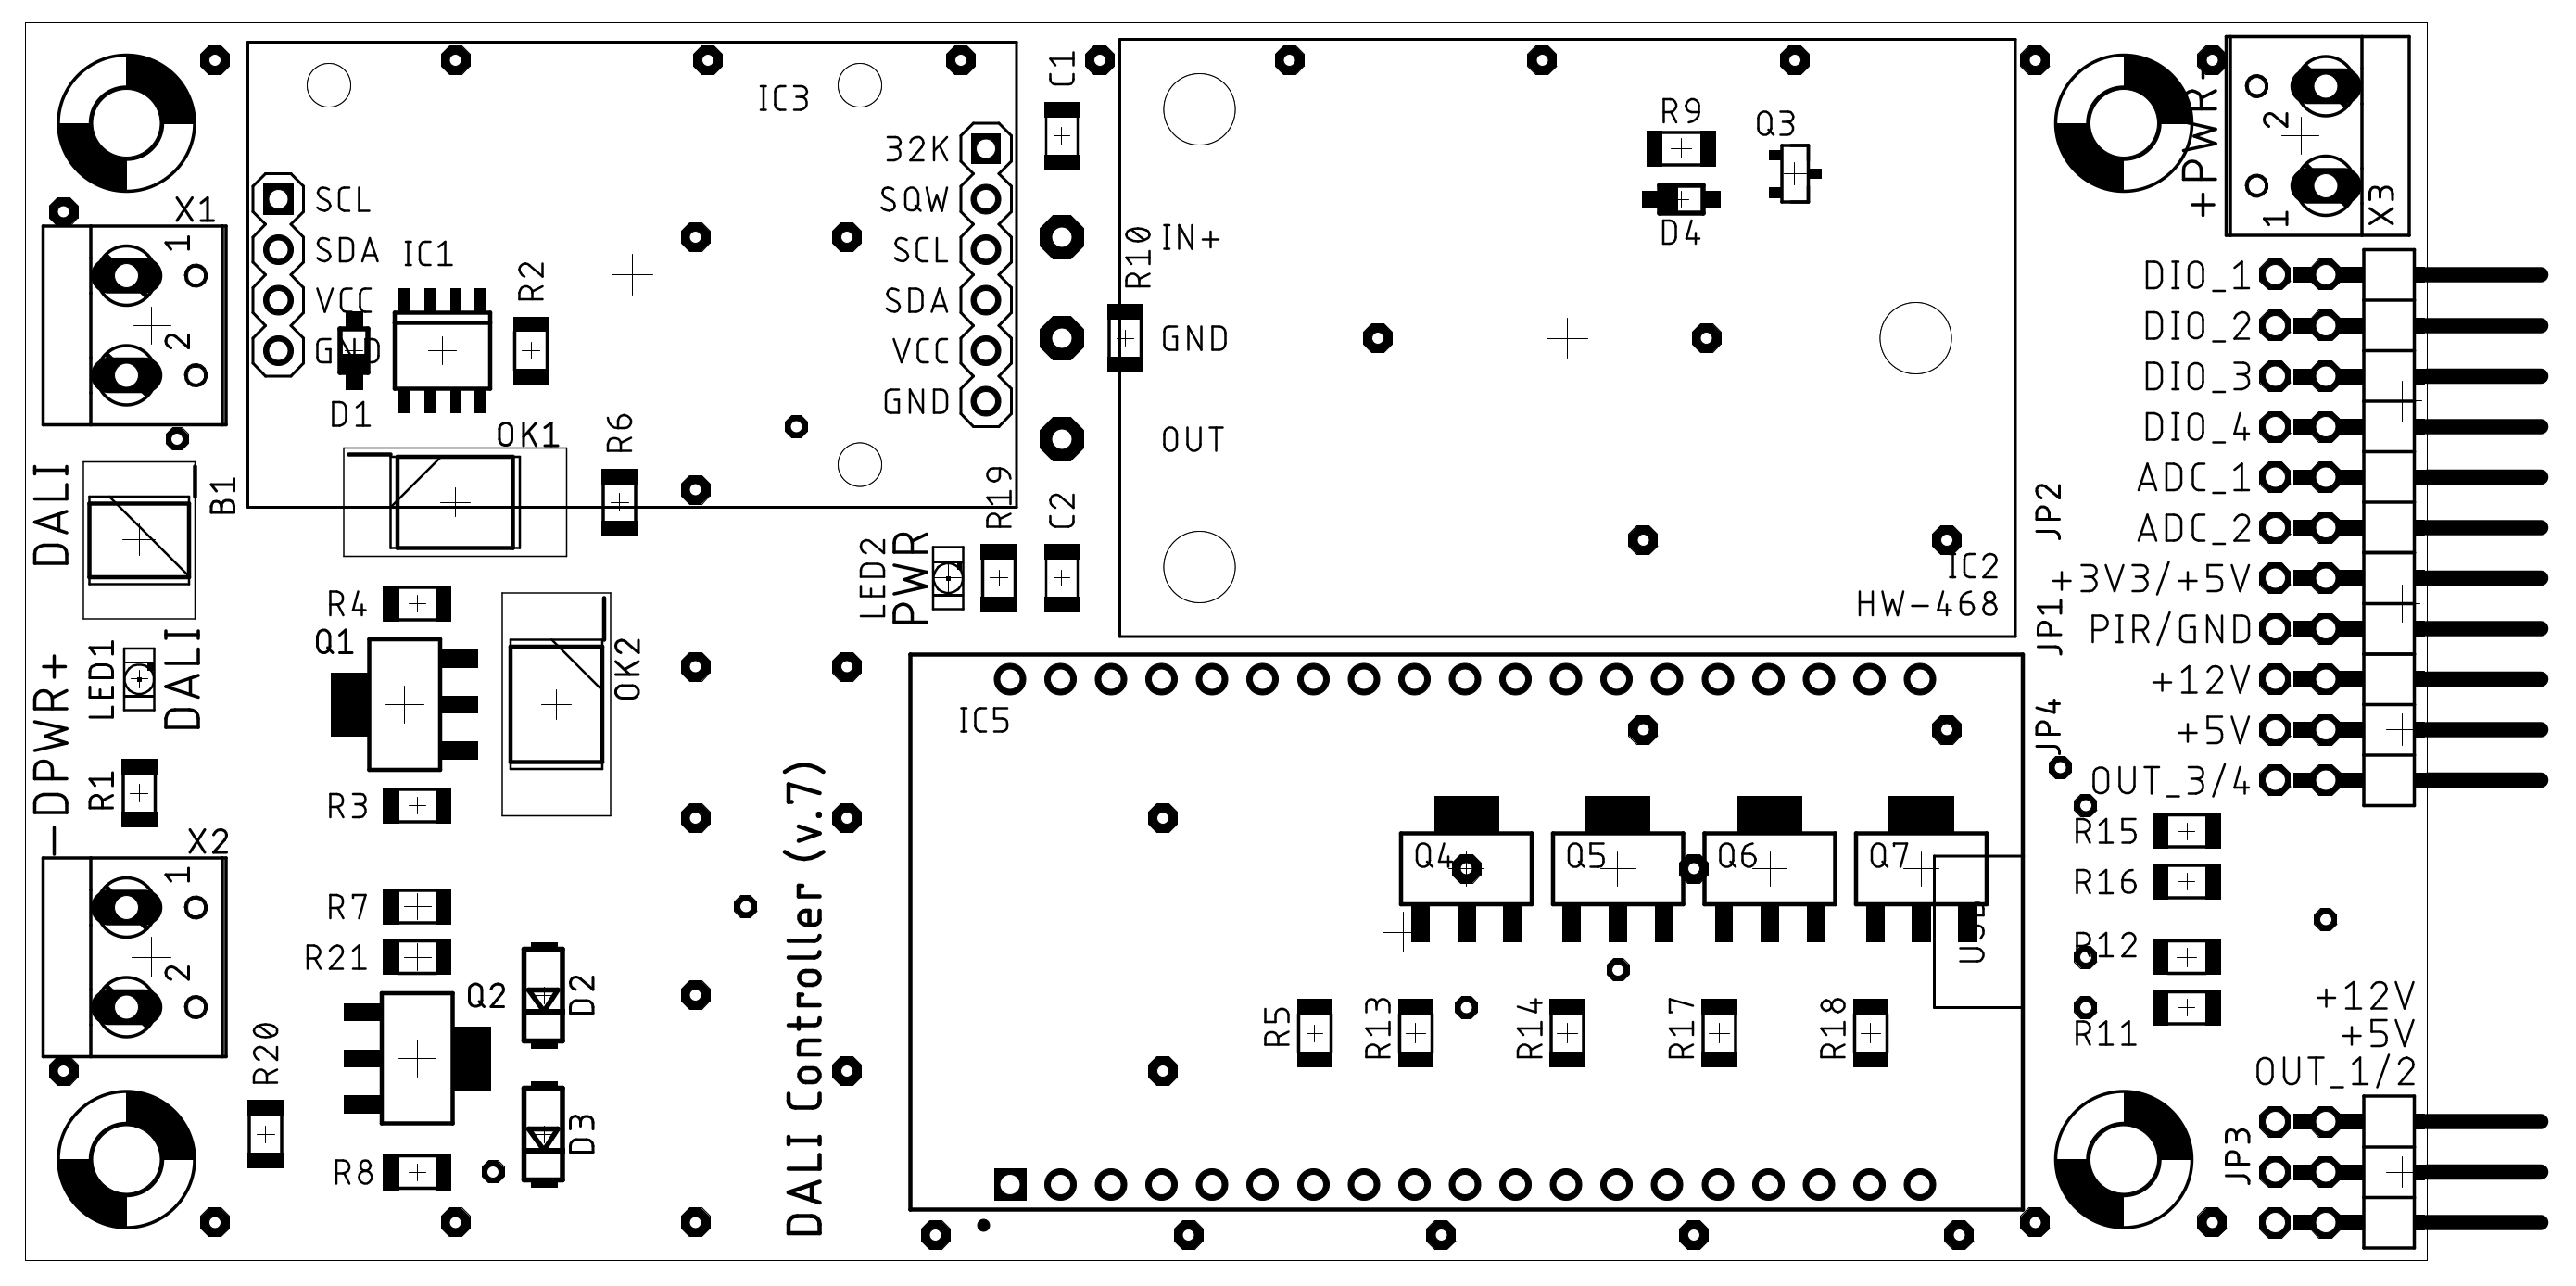 C1
IC3
R9
Q3
+PWR-
2
1
X3
32K
SQW
SCL
SDA
VCC
GND
SCL
SDA
VCC
GND
X1
1
2
IC1
R2
D1
IN+
GND
OUT
R10
D4
DIO_1
DIO_2
DIO_3
DIO_4
ADC_1
ADC_2
+3V3/+5V
PIR/GND
+12V
+5V
OUT_3/4
OK1
R6
DALI
B1
R19
C2
LED2
PWR
JP2
IC2
HW-468
JP1
R4
Q1
OK2
LED1
DALI
-DPWR+
R1
R3
IC5
JP4
X2
1
2
R7
R21
Q2
D2
D3
R20
R8
DALI Controller (v.7)
Q4
Q5
Q6
Q7
USB
R5
R13
R14
R17
R18
R15
R16
R12
R11
+12V
+5V
OUT_1/2
JP3